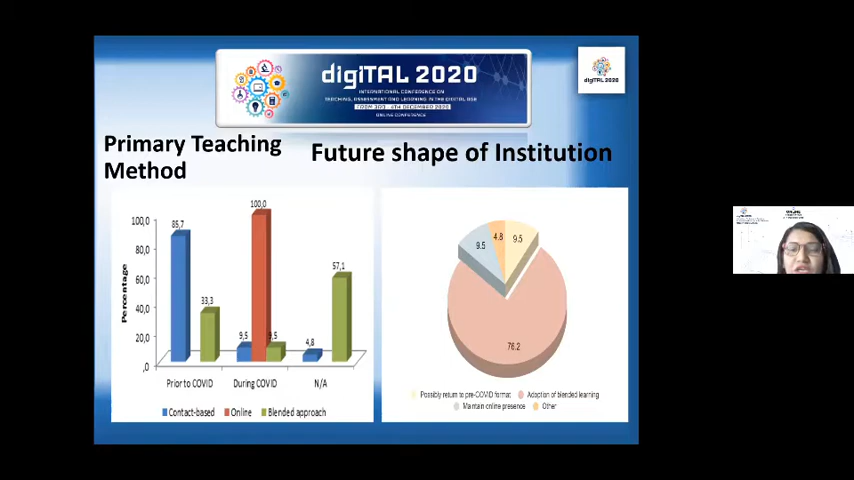 digiTAL 2020
INTERNATIONAL CONFERENCE ON
TEACHING, ASSESSMENT AND LEARNING IN THE DIGITAL AGE
ONLINE CONFERENCE
digiTAL 2020
Primary Teaching
Method
Future shape of Institution
Percentage
100,0
80,0
60,0
40,0
20,0
,0
85,7
33,3
9,5
100,0
9,5
4,8
57,1
Prior to COVID
During COVID
N/A
Contact-based
Online
Blended approach
9.5
4.8
9.5
76.2
Possibly return to pre-COVID format
Adoption of blended learning
Maintain online presence
Other